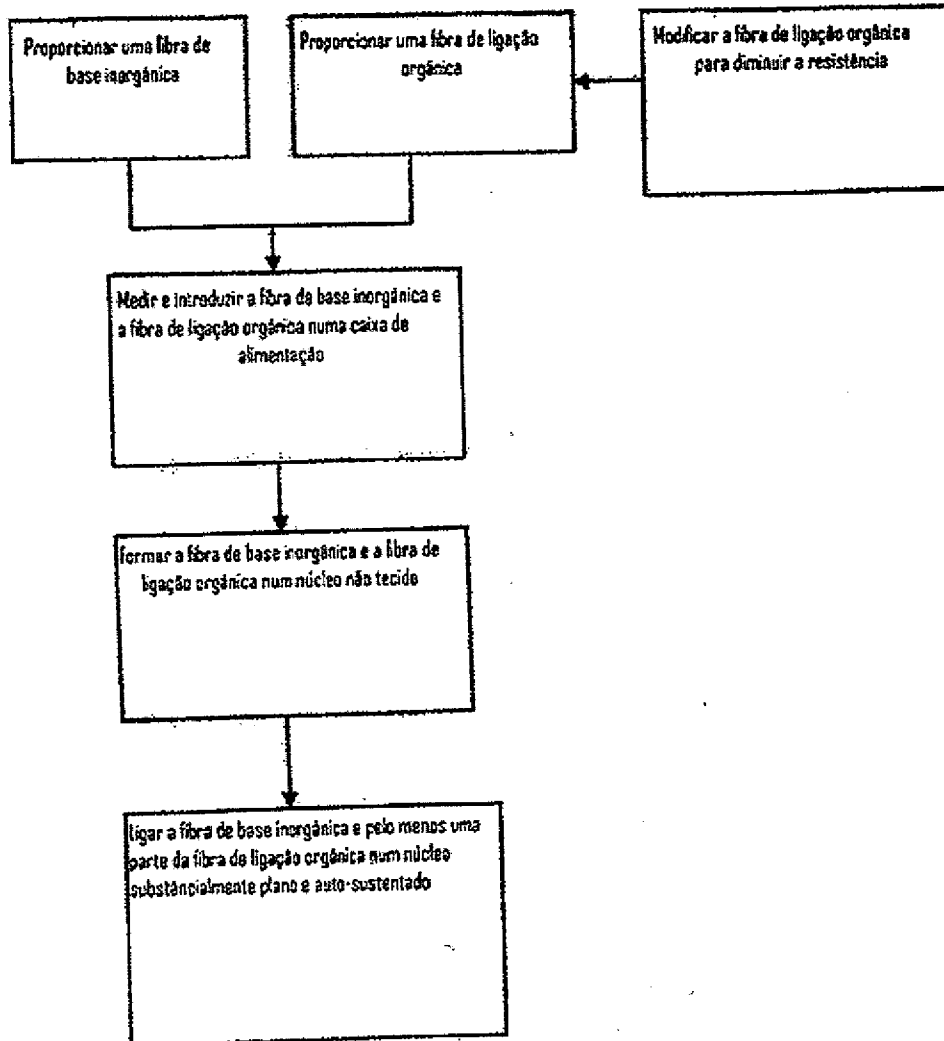 Proporcionar uma fibra de
base inorgânica
Proporcionar uma fibra de ligação
orgânica
Modificar a fibra de ligação orgânica
para diminuir a resistência
Medir e introduzir a fibra de base inorgânica e
a fibra de ligação orgânica numa caixa de
alimentação
formar a fibra de base inorgânica e a fibra de
ligação orgânica num núcleo não tecido
ligar a fibra de base inorgânica e pelo menos uma
parte da fibra de ligação orgânica num núcleo
substâncialmente plano e auto-sustentado